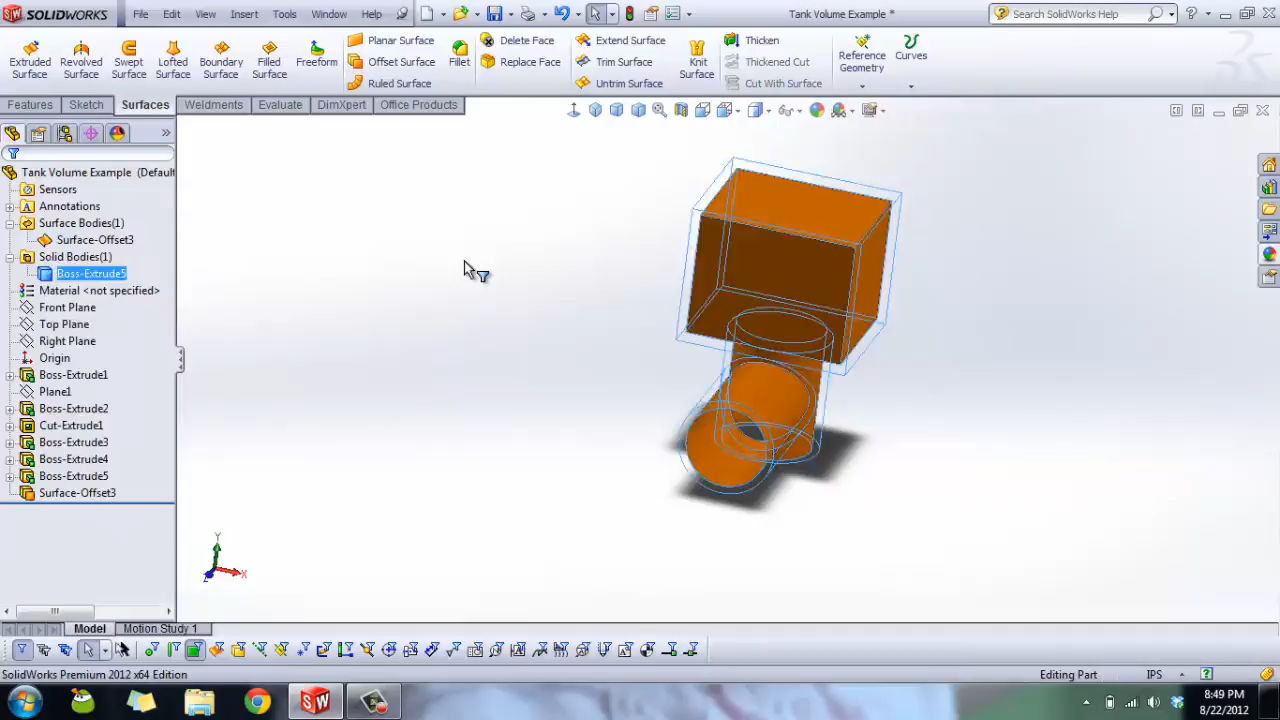 SOLIDWORKS File Edit View Insert Tools Window Help Tank Volume Example * Search SolidWorks Help
Extruded Surface Revolved Surface Swept Surface Lofted Surface Boundary Surface Filled Surface Freeform Planar Surface Offset Surface Ruled Surface Fillet Delete Face Replace Face Extend Surface Trim Surface Untrim Surface Knit Surface Thicken Thickened Cut Cut With Surface Reference Geometry Curves
Features Sketch Surfaces Weldments Evaluate DimXpert Office Products
Tank Volume Example (Default
Sensors
Annotations
Surface Bodies(1)
Surface-Offset3
Solid Bodies(1)
Boss-Extrude5
Material <not specified>
Front Plane
Top Plane
Right Plane
Origin
Boss-Extrude1
Plane1
Boss-Extrude2
Cut-Extrude1
Boss-Extrude3
Boss-Extrude4
Boss-Extrude5
Surface-Offset3
Y
X
Z
Model Motion Study 1
SolidWorks Premium 2012 x64 Edition Editing Part IPS
8:49 PM
8/22/2012